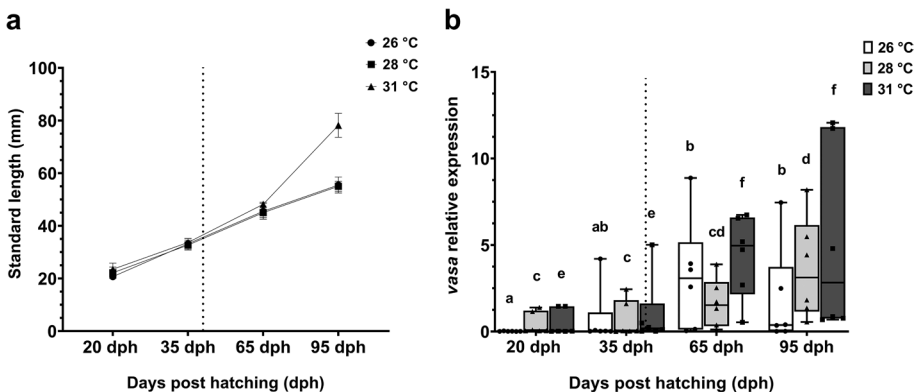 a
26 °C
28 °C
31 °C
100
80
60
40
20
0
Standard length (mm)
20 dph 35 dph 65 dph 95 dph
Days post hatching (dph)
b
26 °C
28 °C
31 °C
15
10
5
0
vasa relative expression
a c e ab c e b cd f b d f
20 dph 35 dph 65 dph 95 dph
Days post hatching (dph)